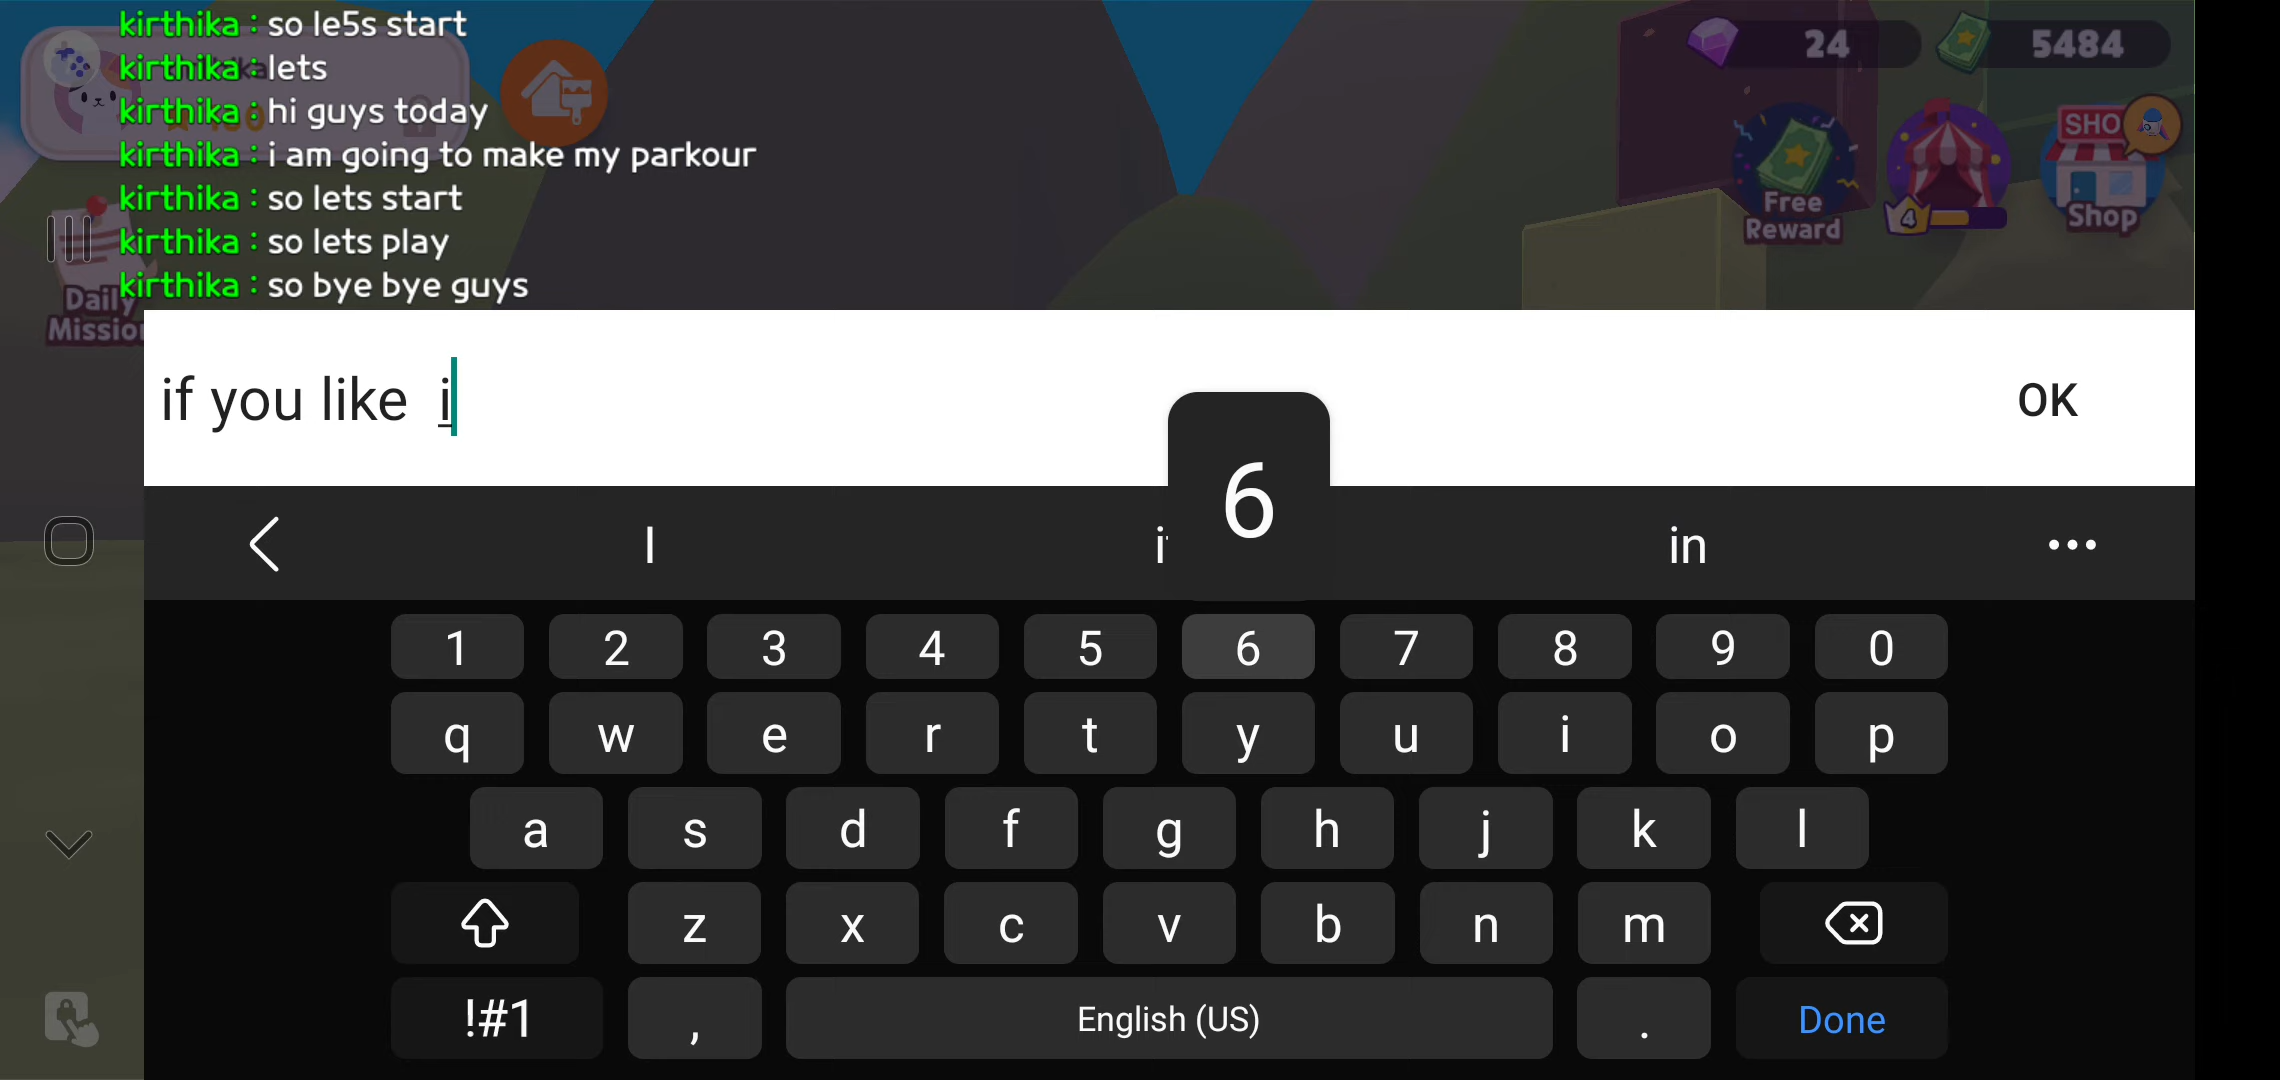 kirthika : so le5s start
kirthika : lets
kirthika : hi guys today
kirthika : i am going to make my parkour
kirthika : so lets start
kirthika : so lets play
kirthika : so bye bye guys
24
5484
SHO
Free
Reward
4
Shop
Daily
Missio
if you like  i
OK
6
I
in
1 2 3 4 5 6 7 8 9 0
q w e r t y u i o p
a s d f g h j k l
z x c v b n m
!#1 , English (US) . Done